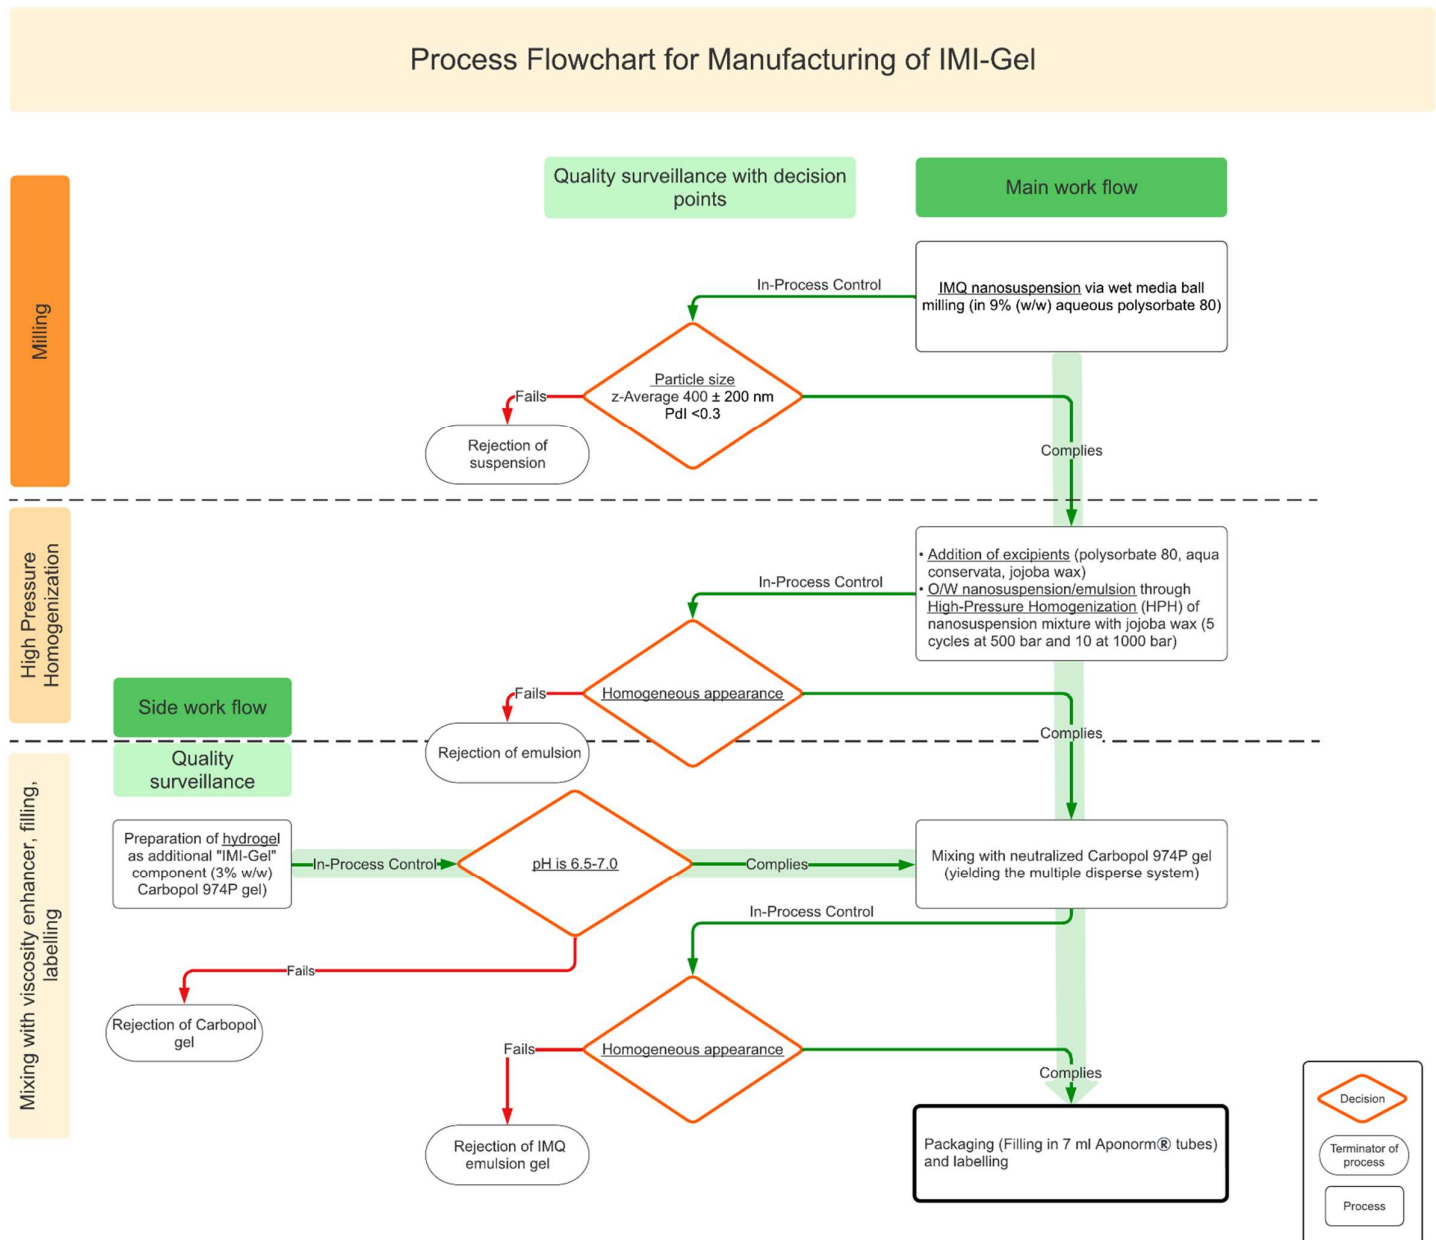 Process Flowchart for Manufacturing of IMI-Gel
Quality surveillance with decision
points
Main work flow
Milling
In-Process Control
IMQ nanosuspension via wet media ball
milling (in 9% (w/w) aqueous polysorbate 80)
Particle size
z-Average 400 ± 200 nm
PdI <0.3
Fails
Rejection of
suspension
Complies
High Pressure
Homogenization
• Addition of excipients (polysorbate 80, aqua
conservata, jojoba wax)
• O/W nanosuspension/emulsion through
High-Pressure Homogenization (HPH) of
nanosuspension mixture with jojoba wax (5
cycles at 500 bar and 10 at 1000 bar)
In-Process Control
Homogeneous appearance
Fails
Rejection of emulsion
Complies
Side work flow
Quality
surveillance
Mixing with viscosity enhancer, filling,
labelling
Preparation of hydrogel
as additional "IMI-Gel"
component (3% w/w)
Carbopol 974P gel)
In-Process Control
pH is 6.5-7.0
Complies
Mixing with neutralized Carbopol 974P gel
(yielding the multiple disperse system)
In-Process Control
Fails
Rejection of Carbopol
gel
Homogeneous appearance
Fails
Rejection of IMQ
emulsion gel
Complies
Packaging (Filling in 7 ml Aponorm® tubes)
and labelling
Decision
Terminator of
process
Process